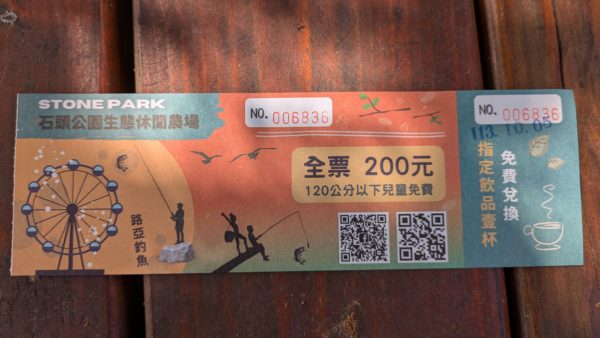 STONE PARK
石頭公園生態休閒農場
路亞釣魚
NO. 006836
全票 200元
120公分以下兒童免費
NO. 006836
113. 10. 05
免費兌換
指定飲品壹杯